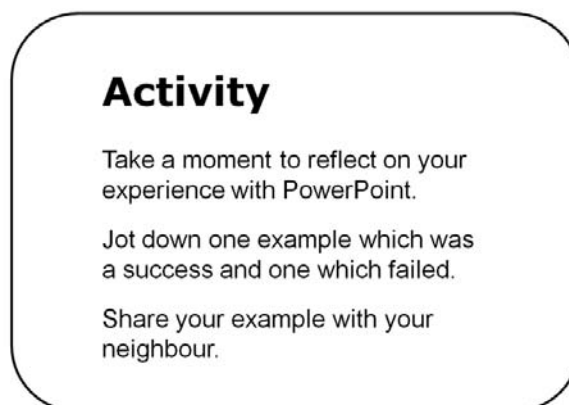 Activity
Take a moment to reflect on your
experience with PowerPoint.
Jot down one example which was
a success and one which failed.
Share your example with your
neighbour.